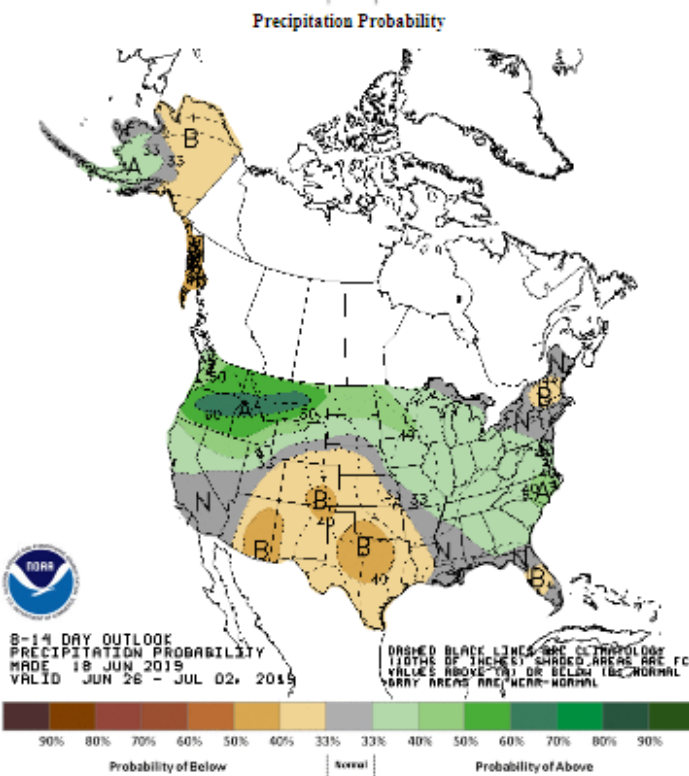 Precipitation Probability
B
33
A
33
50
A
60
50
40
N
B
N
40
A
N
33
B
40
B
B
40
N
N
B
NOAA
8-14 DAY OUTLOOK
PRECIPITATION PROBABILITY
MADE 18 JUN 2019
VALID JUN 26 - JUL 02, 2019
DASHED BLACK LINES ARE CLIMATOLOGY
(10THS OF INCHES) SHADED AREAS ARE FC
VALUES ABOVE (A) OR BELOW (B) NORMAL
GRAY AREAS ARE NEAR-NORMAL
90% 80% 70% 60% 50% 40% 33% 33% 40% 50% 60% 70% 80% 90%
Probability of Below Normal Probability of Above